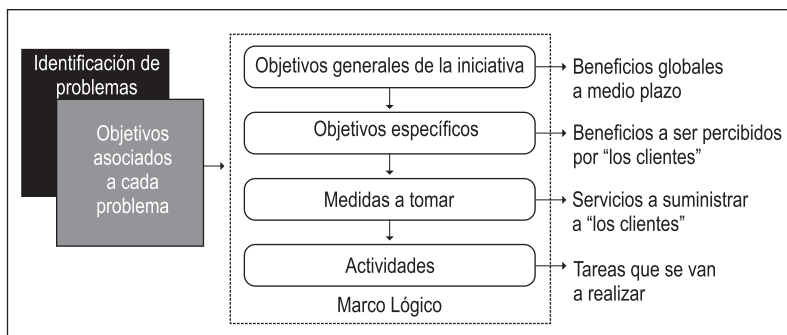 Identificación de
problemas
Objetivos
asociados
a cada
problema
Objetivos generales de la iniciativa
Beneficios globales
a medio plazo
Objetivos específicos
Beneficios a ser percibidos
por “los clientes”
Medidas a tomar
Servicios a suministrar
a “los clientes”
Actividades
Tareas que se van
a realizar
Marco Lógico